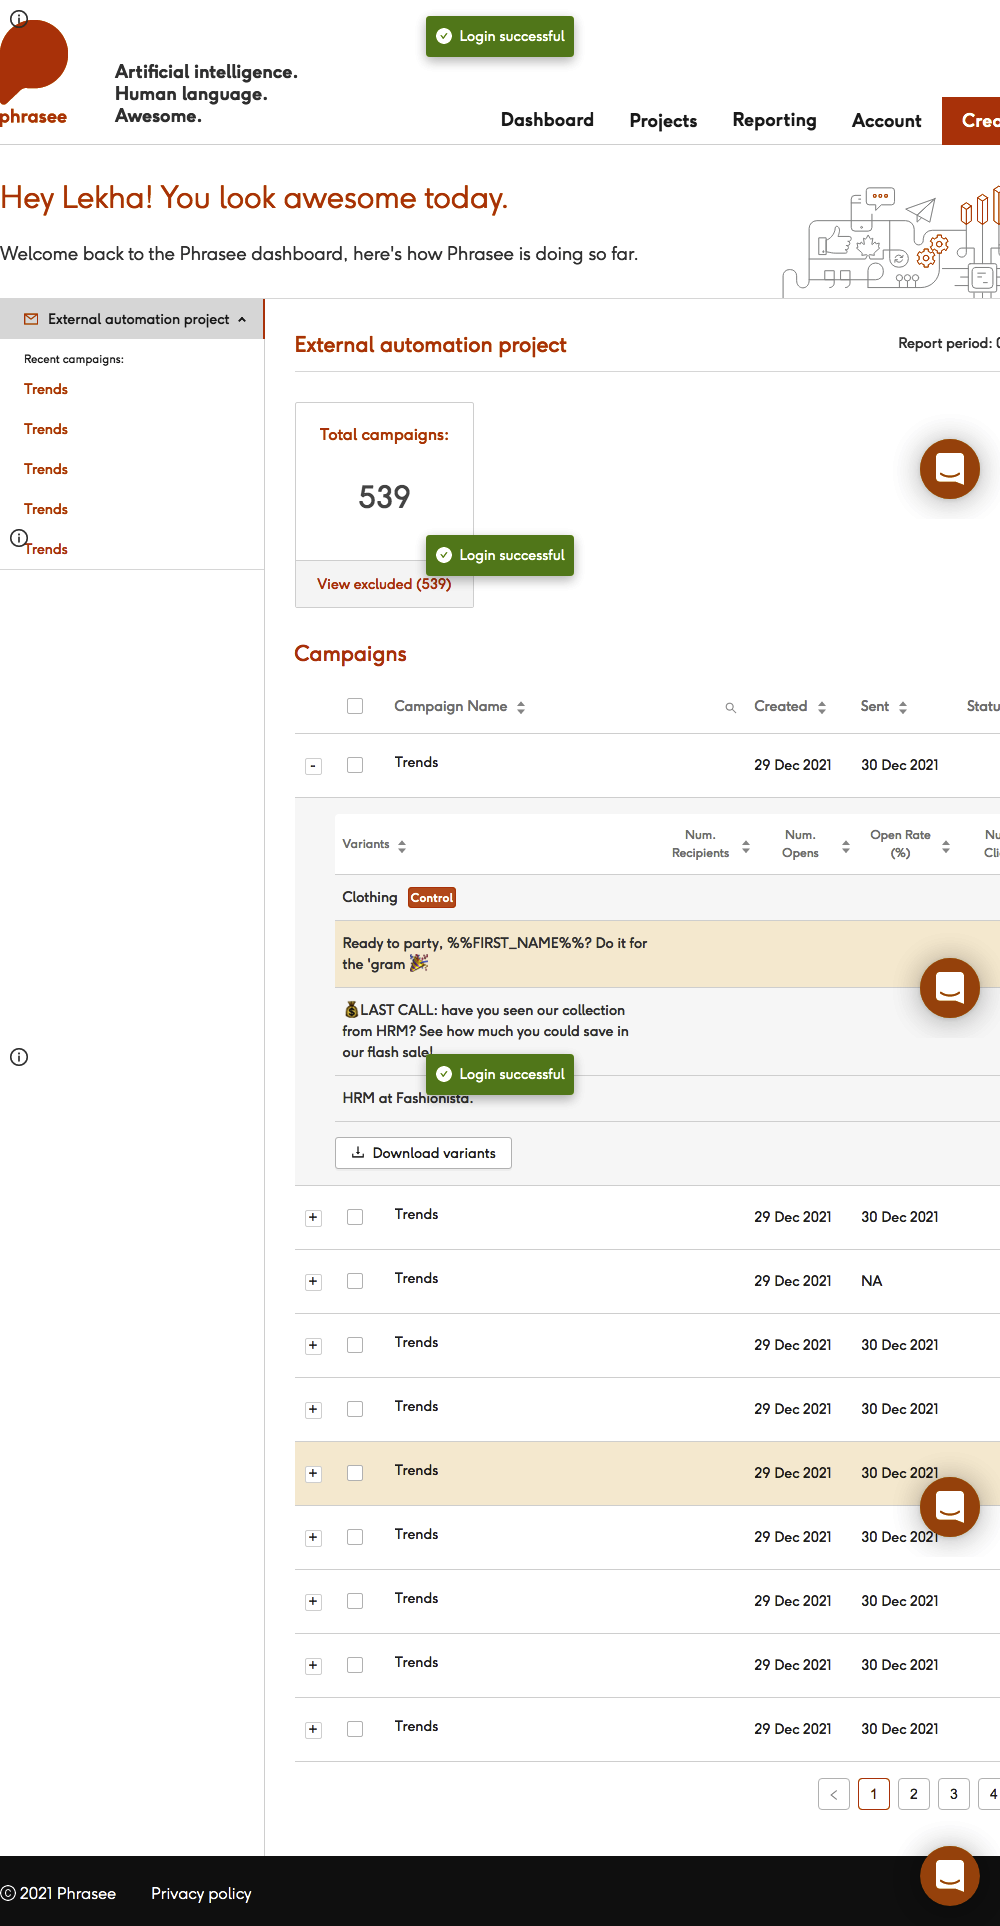 Login successful
phrasee
Artificial intelligence.
Human language.
Awesome.
Dashboard
Projects
Reporting
Account
Hey Lekha! You look awesome today.
Welcome back to the Phrasee dashboard, here's how Phrasee is doing so far.
External automation project
Recent campaigns:
Trends
Trends
Trends
Trends
Trends
External automation project
Report period:
Total campaigns:
539
Login successful
View excluded (539)
Campaigns
Campaign Name
Created
Sent
Statu
- Trends 29 Dec 2021 30 Dec 2021
Variants
Num.
Recipients
Num.
Opens
Open Rate
(%)
Nu
Cli
Clothing Control
Ready to party, %%FIRST_NAME%%? Do it for
the 'gram 🎉
💰LAST CALL: have you seen our collection
from HRM? See how much you could save in
our flash sale!
Login successful
HRM at Fashionista.
Download variants
+ Trends 29 Dec 2021 30 Dec 2021
+ Trends 29 Dec 2021 NA
+ Trends 29 Dec 2021 30 Dec 2021
+ Trends 29 Dec 2021 30 Dec 2021
+ Trends 29 Dec 2021 30 Dec 2021
+ Trends 29 Dec 2021 30 Dec 2021
+ Trends 29 Dec 2021 30 Dec 2021
+ Trends 29 Dec 2021 30 Dec 2021
+ Trends 29 Dec 2021 30 Dec 2021
< 1 2 3 4
© 2021 Phrasee
Privacy policy